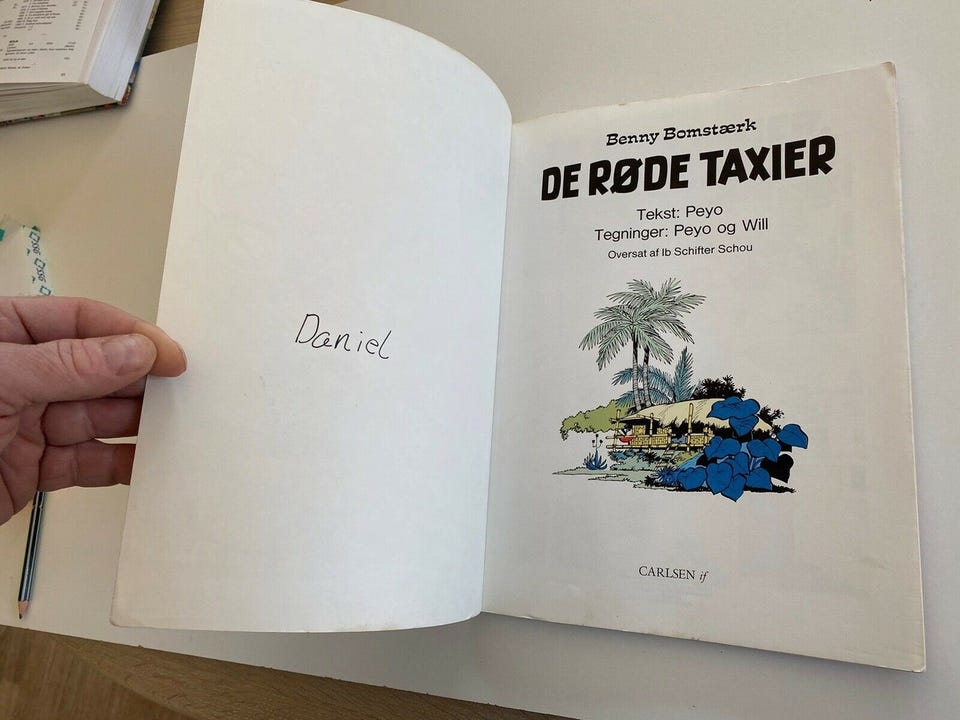 Daniel
Benny Bomstærk
DE RØDE TAXIER
Tekst: Peyo
Tegninger: Peyo og Will
Oversat af Ib Schifter Schou
CARLSEN if